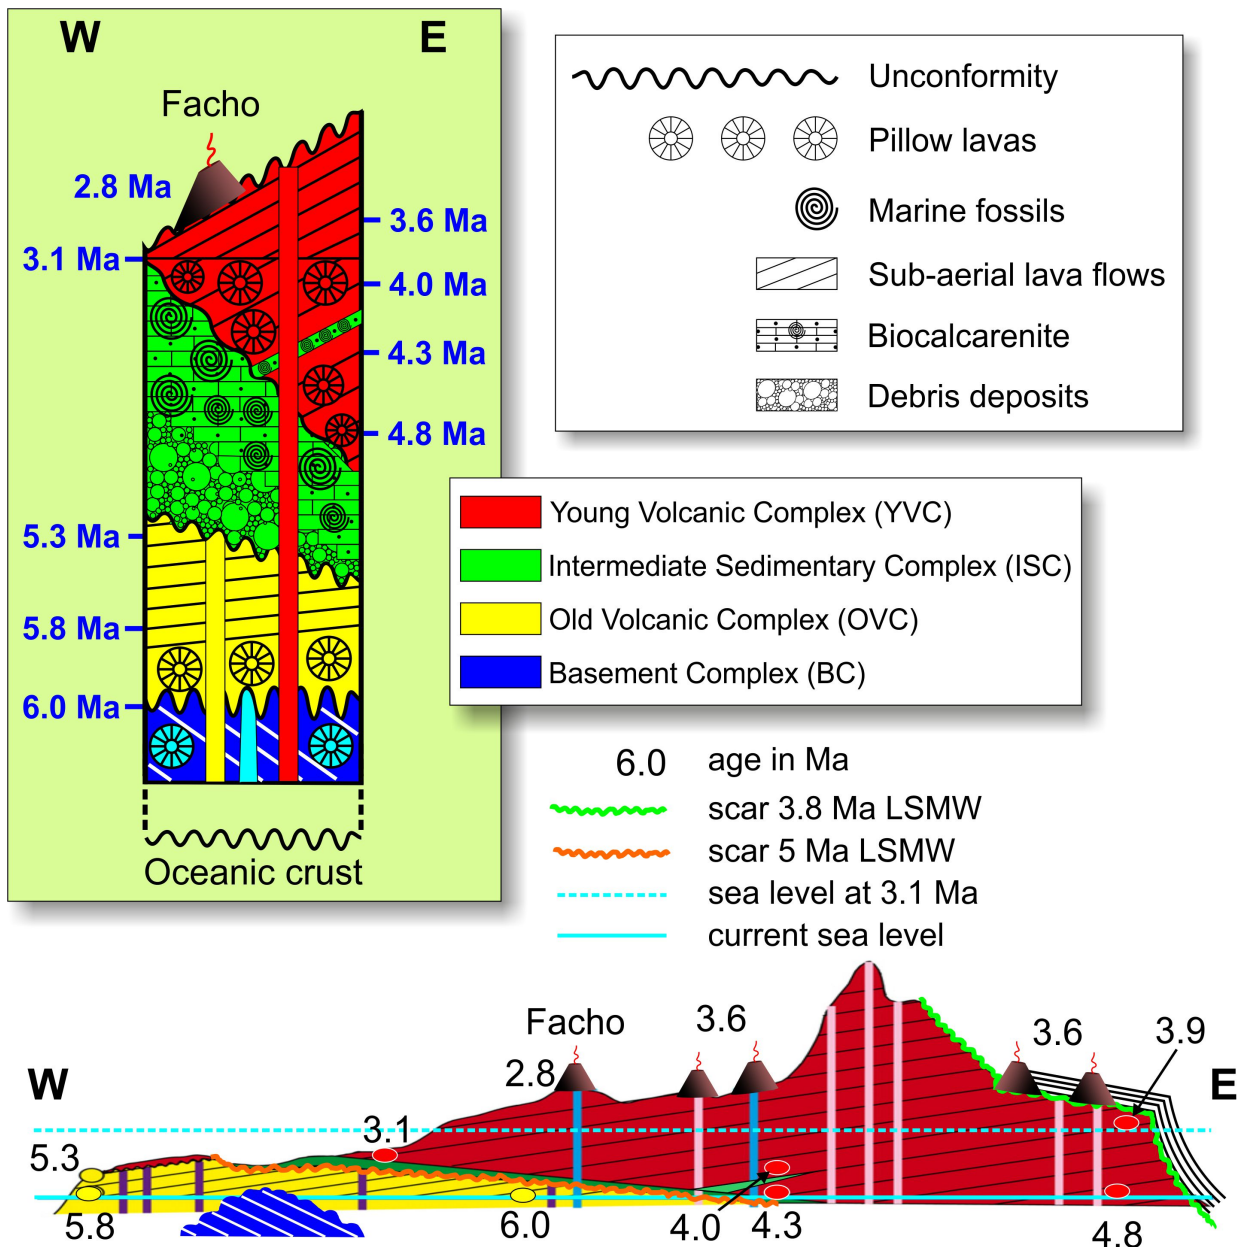 W E
Facho
2.8 Ma
3.6 Ma
3.1 Ma
4.0 Ma
4.3 Ma
4.8 Ma
5.3 Ma
5.8 Ma
6.0 Ma
Oceanic crust
Unconformity
Pillow lavas
Marine fossils
Sub-aerial lava flows
Biocalcarenite
Debris deposits
Young Volcanic Complex (YVC)
Intermediate Sedimentary Complex (ISC)
Old Volcanic Complex (OVC)
Basement Complex (BC)
6.0 age in Ma
scar 3.8 Ma LSMW
scar 5 Ma LSMW
sea level at 3.1 Ma
current sea level
Facho 3.6 3.6 3.9
W 2.8 E
3.1
5.3
5.8 6.0 4.0 4.3 4.8